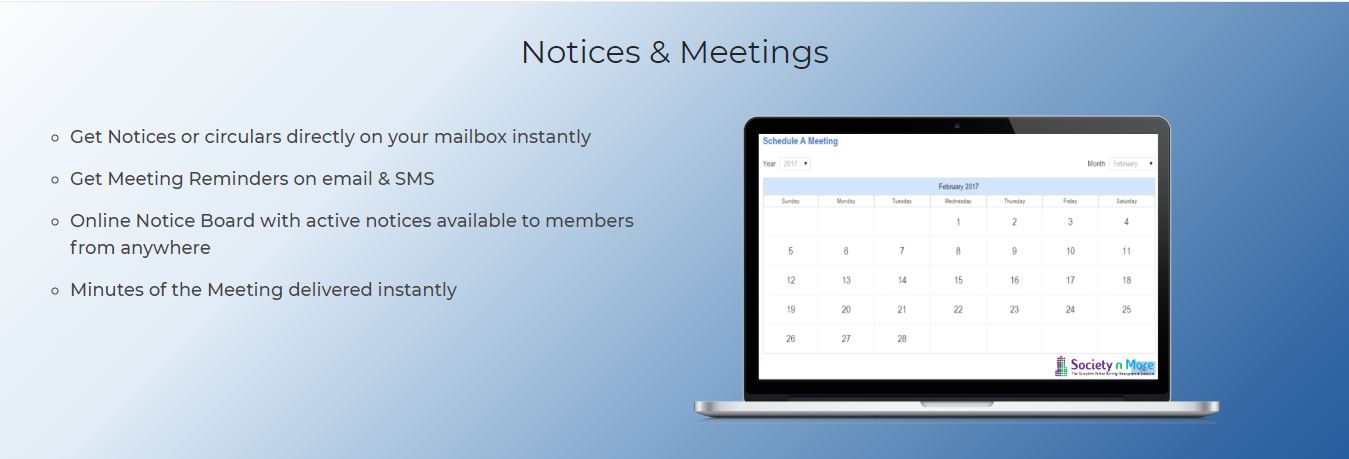 Notices & Meetings
Get Notices or circulars directly on your mailbox instantly
Get Meeting Reminders on email & SMS
Online Notice Board with active notices available to members
from anywhere
Minutes of the Meeting delivered instantly
Schedule A Meeting
Year 2017 Month February
February 2017
Sunday Monday Tuesday Wednesday Thursday Friday Saturday
1 2 3 4
5 6 7 8 9 10 11
12 13 14 15 16 17 18
19 20 21 22 23 24 25
26 27 28
Society n More